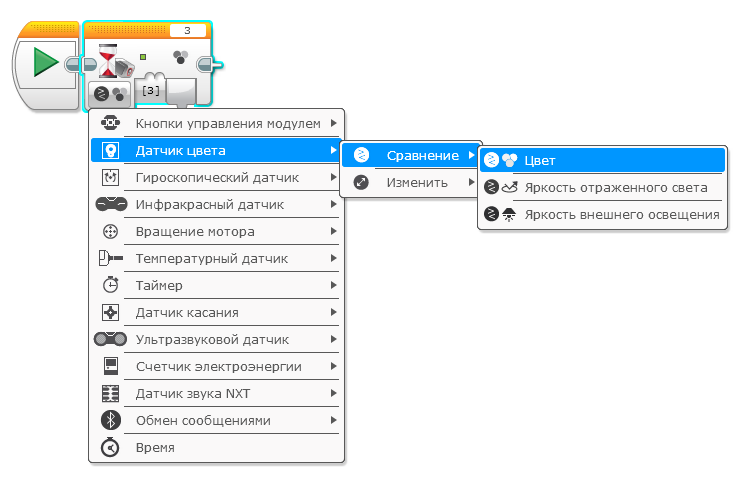 3
[3]
Кнопки управления модулем
Датчик цвета
Гироскопический датчик
Инфракрасный датчик
Вращение мотора
Температурный датчик
Таймер
Датчик касания
Ультразвуковой датчик
Счетчик электроэнергии
Датчик звука NXT
Обмен сообщениями
Время
Сравнение
Изменить
Цвет
Яркость отраженного света
Яркость внешнего освещения